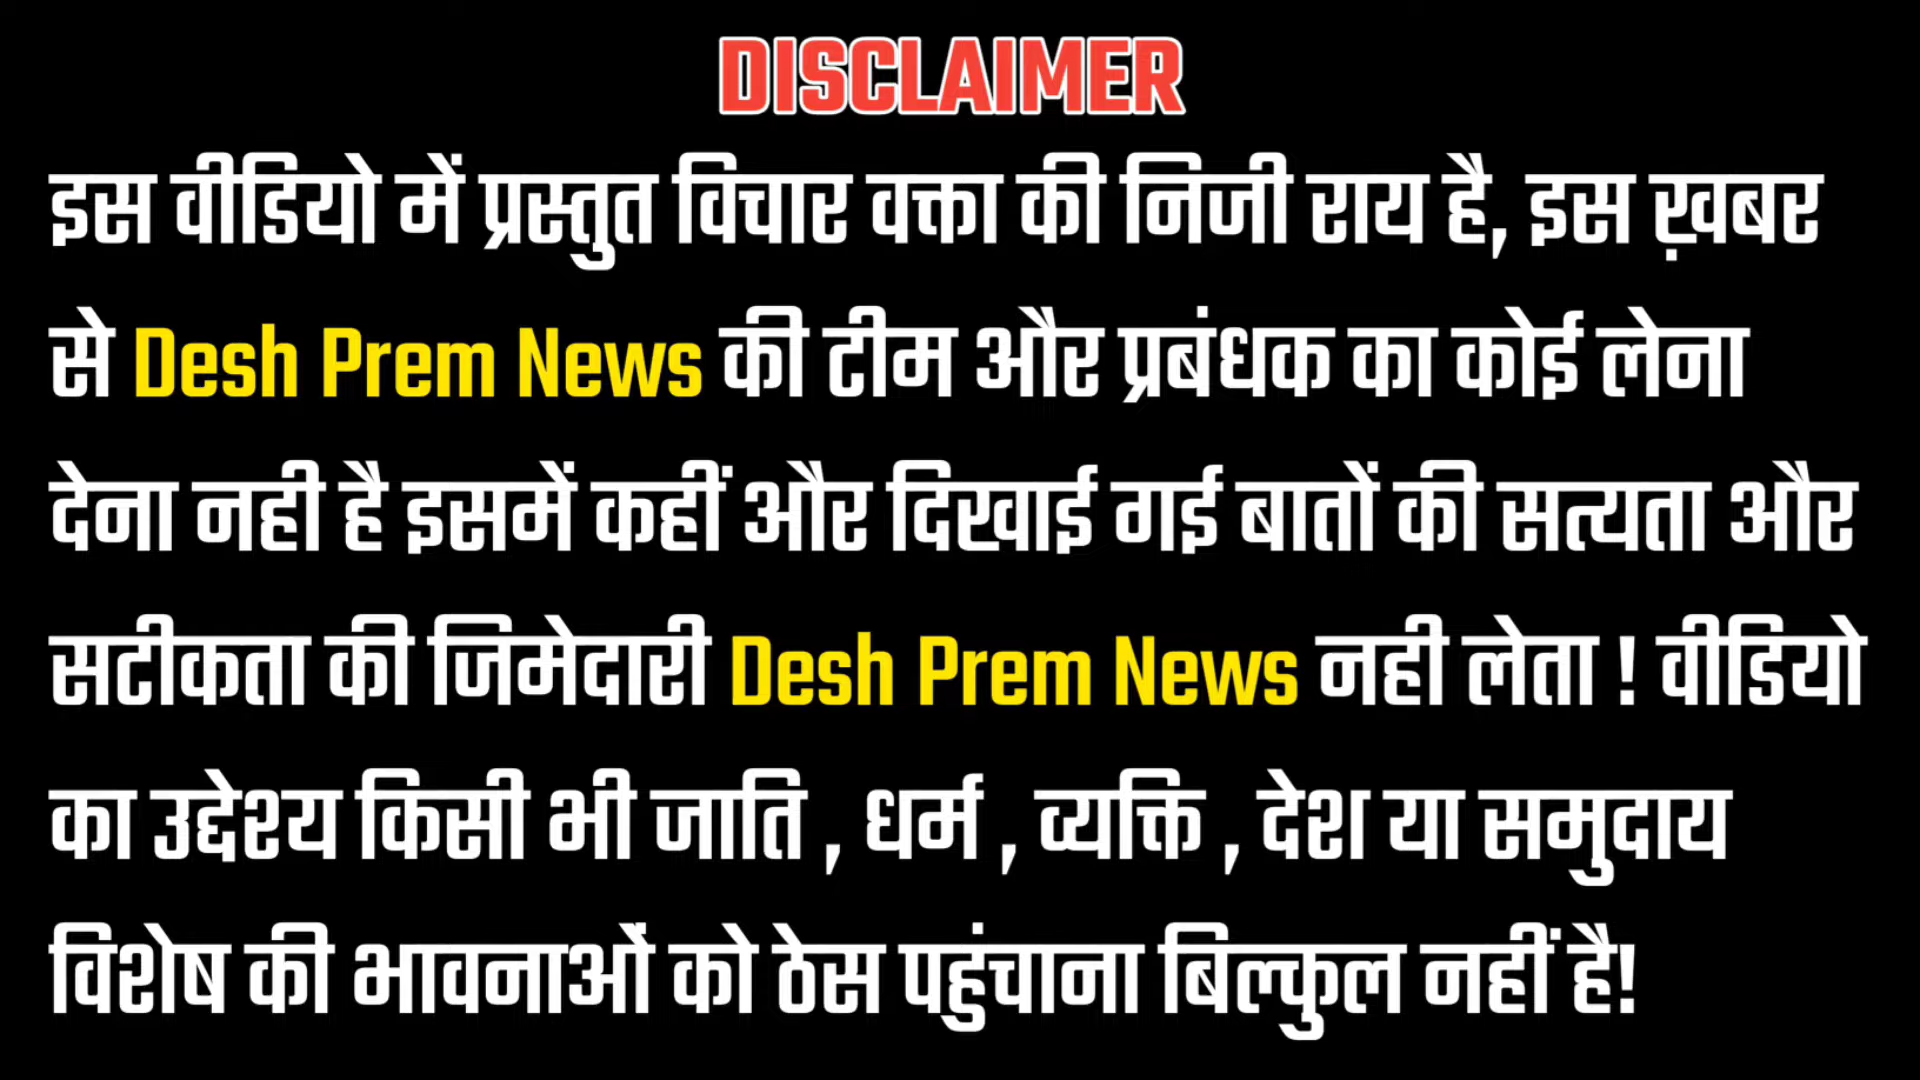 DISCLAIMER
इस वीडियो में प्रस्तुत विचार वक्ता की निजी राय है, इस ख़बर
से Desh Prem News की टीम और प्रबंधक का कोई लेना
देना नही है इसमें कहीं और दिखाई गई बातों की सत्यता और
सटीकता की जिमेदारी Desh Prem News नही लेता ! वीडियो
का उद्देश्य किसी भी जाति , धर्म , व्यक्ति , देश या समुदाय
विशेष की भावनाओं को ठेस पहुंचाना बिल्कुल नहीं है!